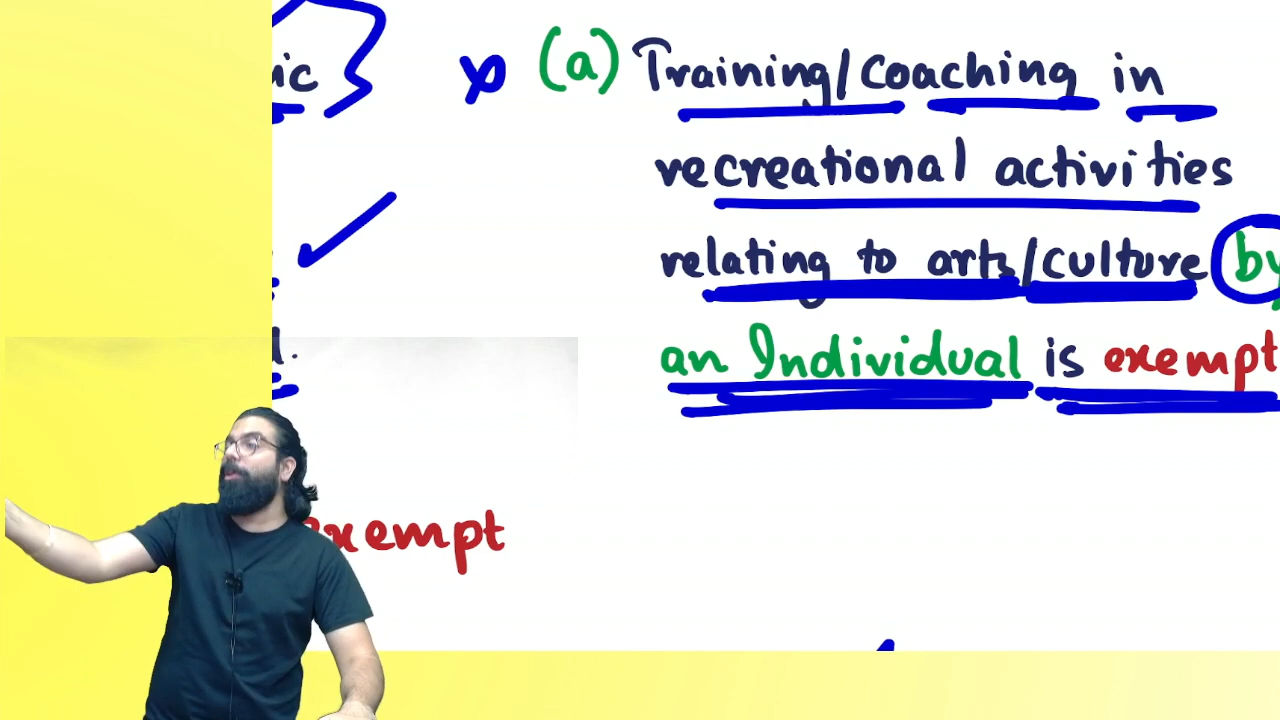 (a) Training/coaching in
recreational activities
relating to arts/culture by
an Individual is exempt
exempt